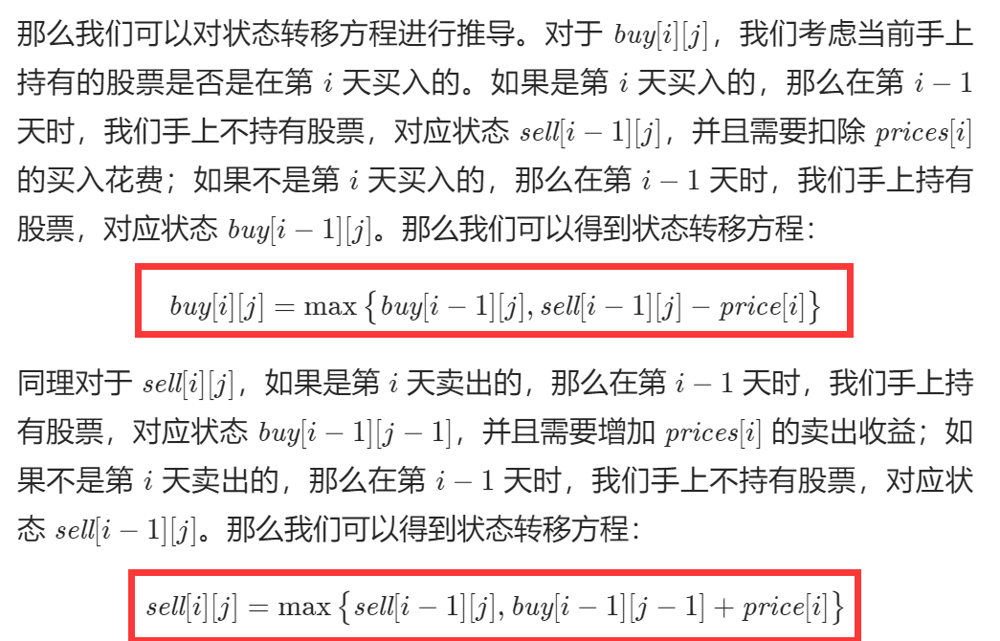 那么我们可以对状态转移方程进行推导。对于 buy[i][j]，我们考虑当前手上
持有的股票是否是在第 i 天买入的。如果是第 i 天买入的，那么在第 i − 1
天时，我们手上不持有股票，对应状态 sell[i − 1][j]，并且需要扣除 prices[i]
的买入花费；如果不是第 i 天买入的，那么在第 i − 1 天时，我们手上持有
股票，对应状态 buy[i − 1][j]。那么我们可以得到状态转移方程：
buy[i][j] = max {buy[i − 1][j], sell[i − 1][j] − price[i]}
同理对于 sell[i][j]，如果是第 i 天卖出的，那么在第 i − 1 天时，我们手上持
有股票，对应状态 buy[i − 1][j − 1]，并且需要增加 prices[i] 的卖出收益；如
果不是第 i 天卖出的，那么在第 i − 1 天时，我们手上不持有股票，对应状
态 sell[i − 1][j]。那么我们可以得到状态转移方程：
sell[i][j] = max {sell[i − 1][j], buy[i − 1][j − 1] + price[i]}